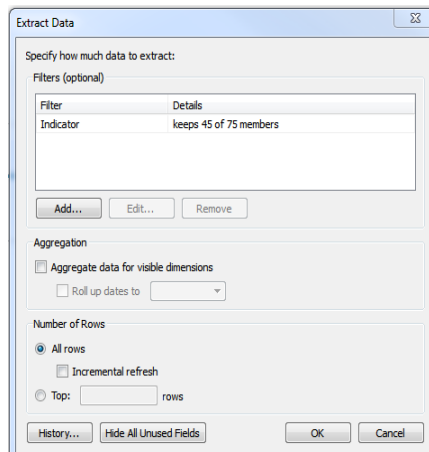 Extract Data
Specify how much data to extract:
Filters (optional)
Filter Details
Indicator keeps 45 of 75 members
Add... Edit... Remove
Aggregation
Aggregate data for visible dimensions
Roll up dates to
Number of Rows
All rows
Incremental refresh
Top: rows
History... Hide All Unused Fields OK Cancel